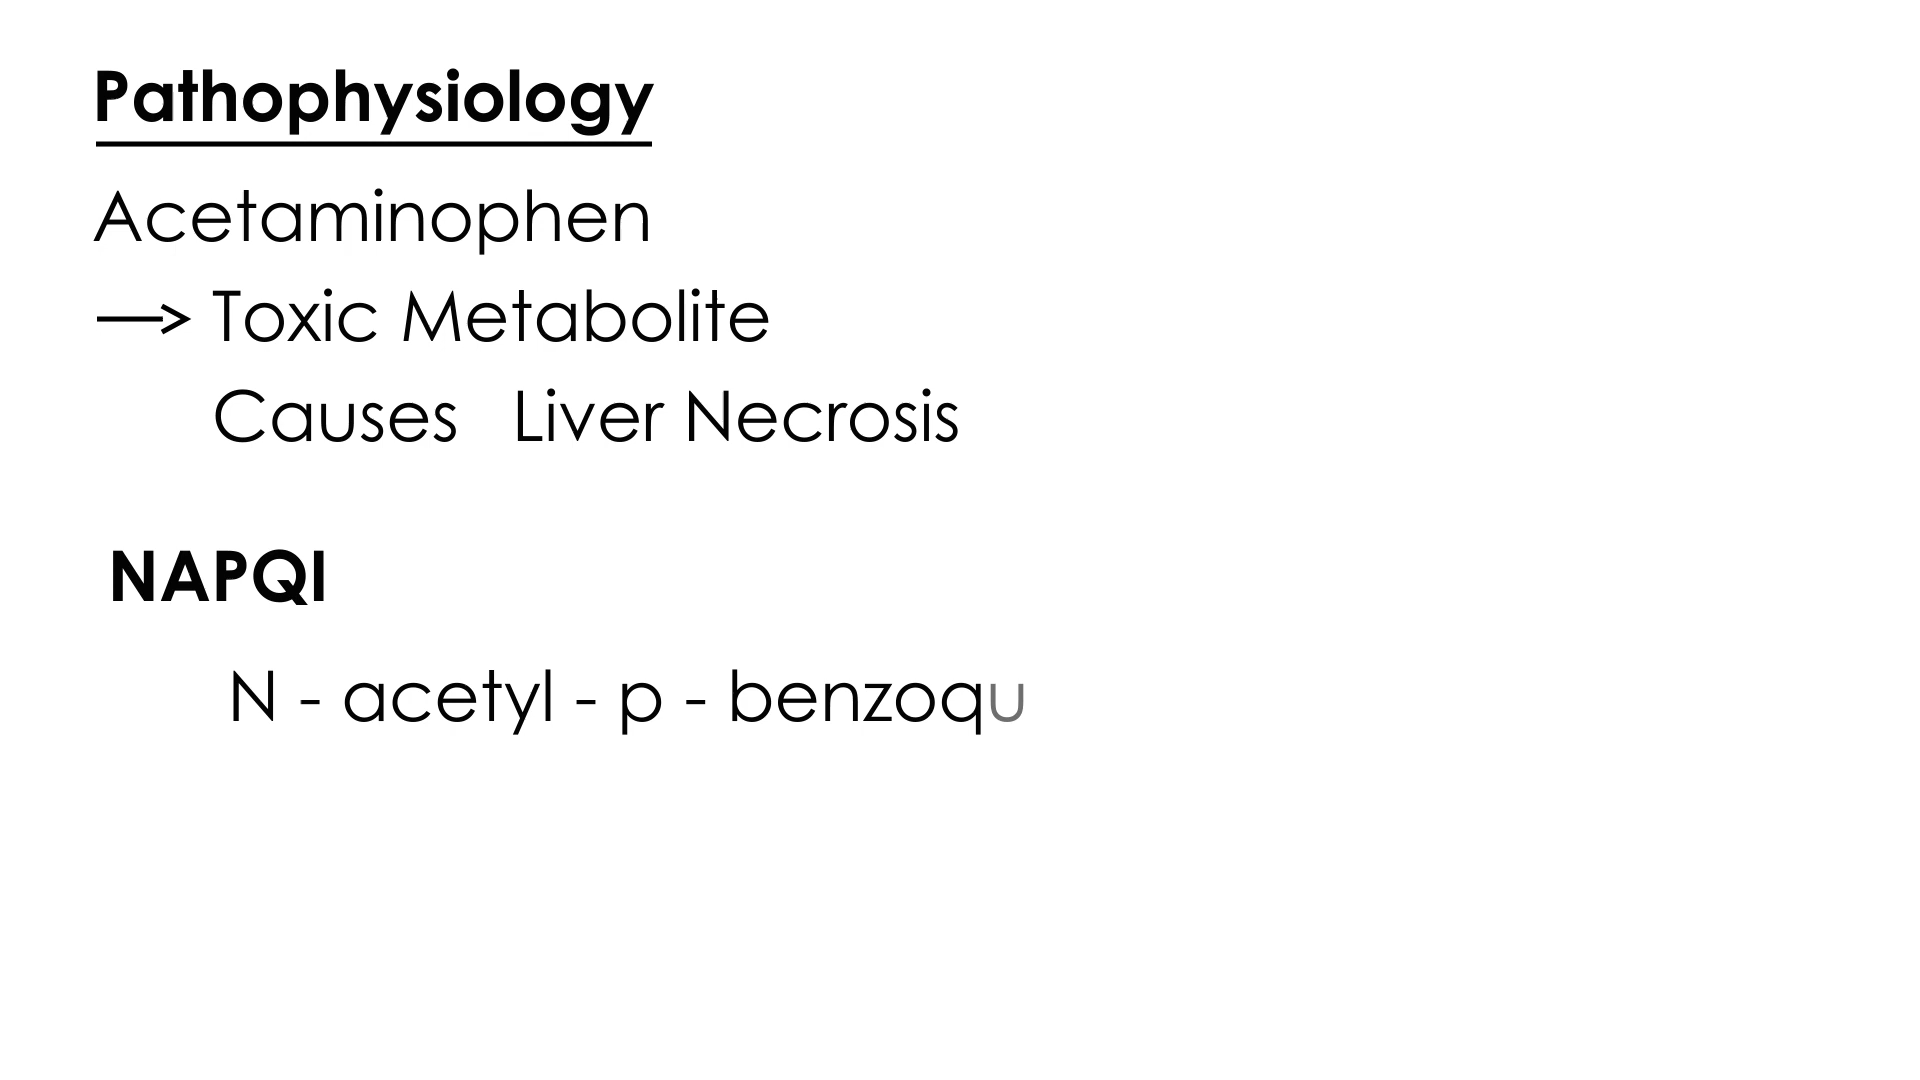 Pathophysiology
Acetaminophen
→ Toxic Metabolite
Causes Liver Necrosis
NAPQI
N - acetyl - p - benzoqu